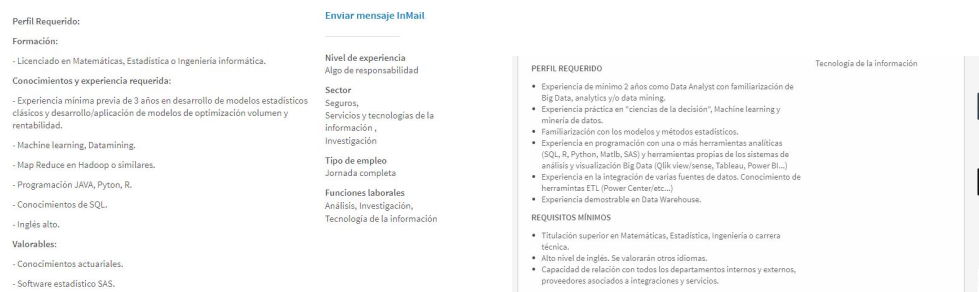 Perfil Requerido:
Formación:
- Licenciado en Matemáticas, Estadística o Ingeniería informática.
Conocimientos y experiencia requerida:
- Experiencia mínima previa de 3 años en desarrollo de modelos estadísticos
clásicos y desarrollo/aplicación de modelos de optimización volumen y
rentabilidad.
- Machine learning, Datamining.
- Map Reduce en Hadoop o similares.
- Programación JAVA, Pyton, R.
- Conocimientos de SQL.
- Inglés alto.
Valorables:
- Conocimientos actuariales.
- Software estadístico SAS.
Enviar mensaje InMail
Nivel de experiencia
Algo de responsabilidad
Sector
Seguros,
Servicios y tecnologías de la
información ,
Investigación
Tipo de empleo
Jornada completa
Funciones laborales
Análisis, Investigación,
Tecnología de la información
PERFIL REQUERIDO
• Experiencia de mínimo 2 años como Data Analyst con familiarización de
Big Data, analytics y/o data mining.
• Experiencia práctica en "ciencias de la decisión", Machine learning y
minería de datos.
• Familiarización con los modelos y métodos estadísticos.
• Experiencia en programación con una o más herramientas analíticas
(SQL, R, Python, Matlb, SAS) y herramientas propias de los sistemas de
análisis y visualización Big Data (Qlik view/sense, Tableau, Power BI...)
• Experiencia en la integración de varias fuentes de datos. Conocimiento de
herramintas ETL (Power Center/etc...)
• Experiencia demostrable en Data Warehouse.
REQUISITOS MÍNIMOS
• Titulación superior en Matemáticas, Estadística, Ingeniería o carrera
técnica.
• Alto nivel de inglés. Se valorarán otros idiomas.
• Capacidad de relación con todos los departamentos internos y externos,
proveedores asociados a integraciones y servicios.
Tecnología de la información